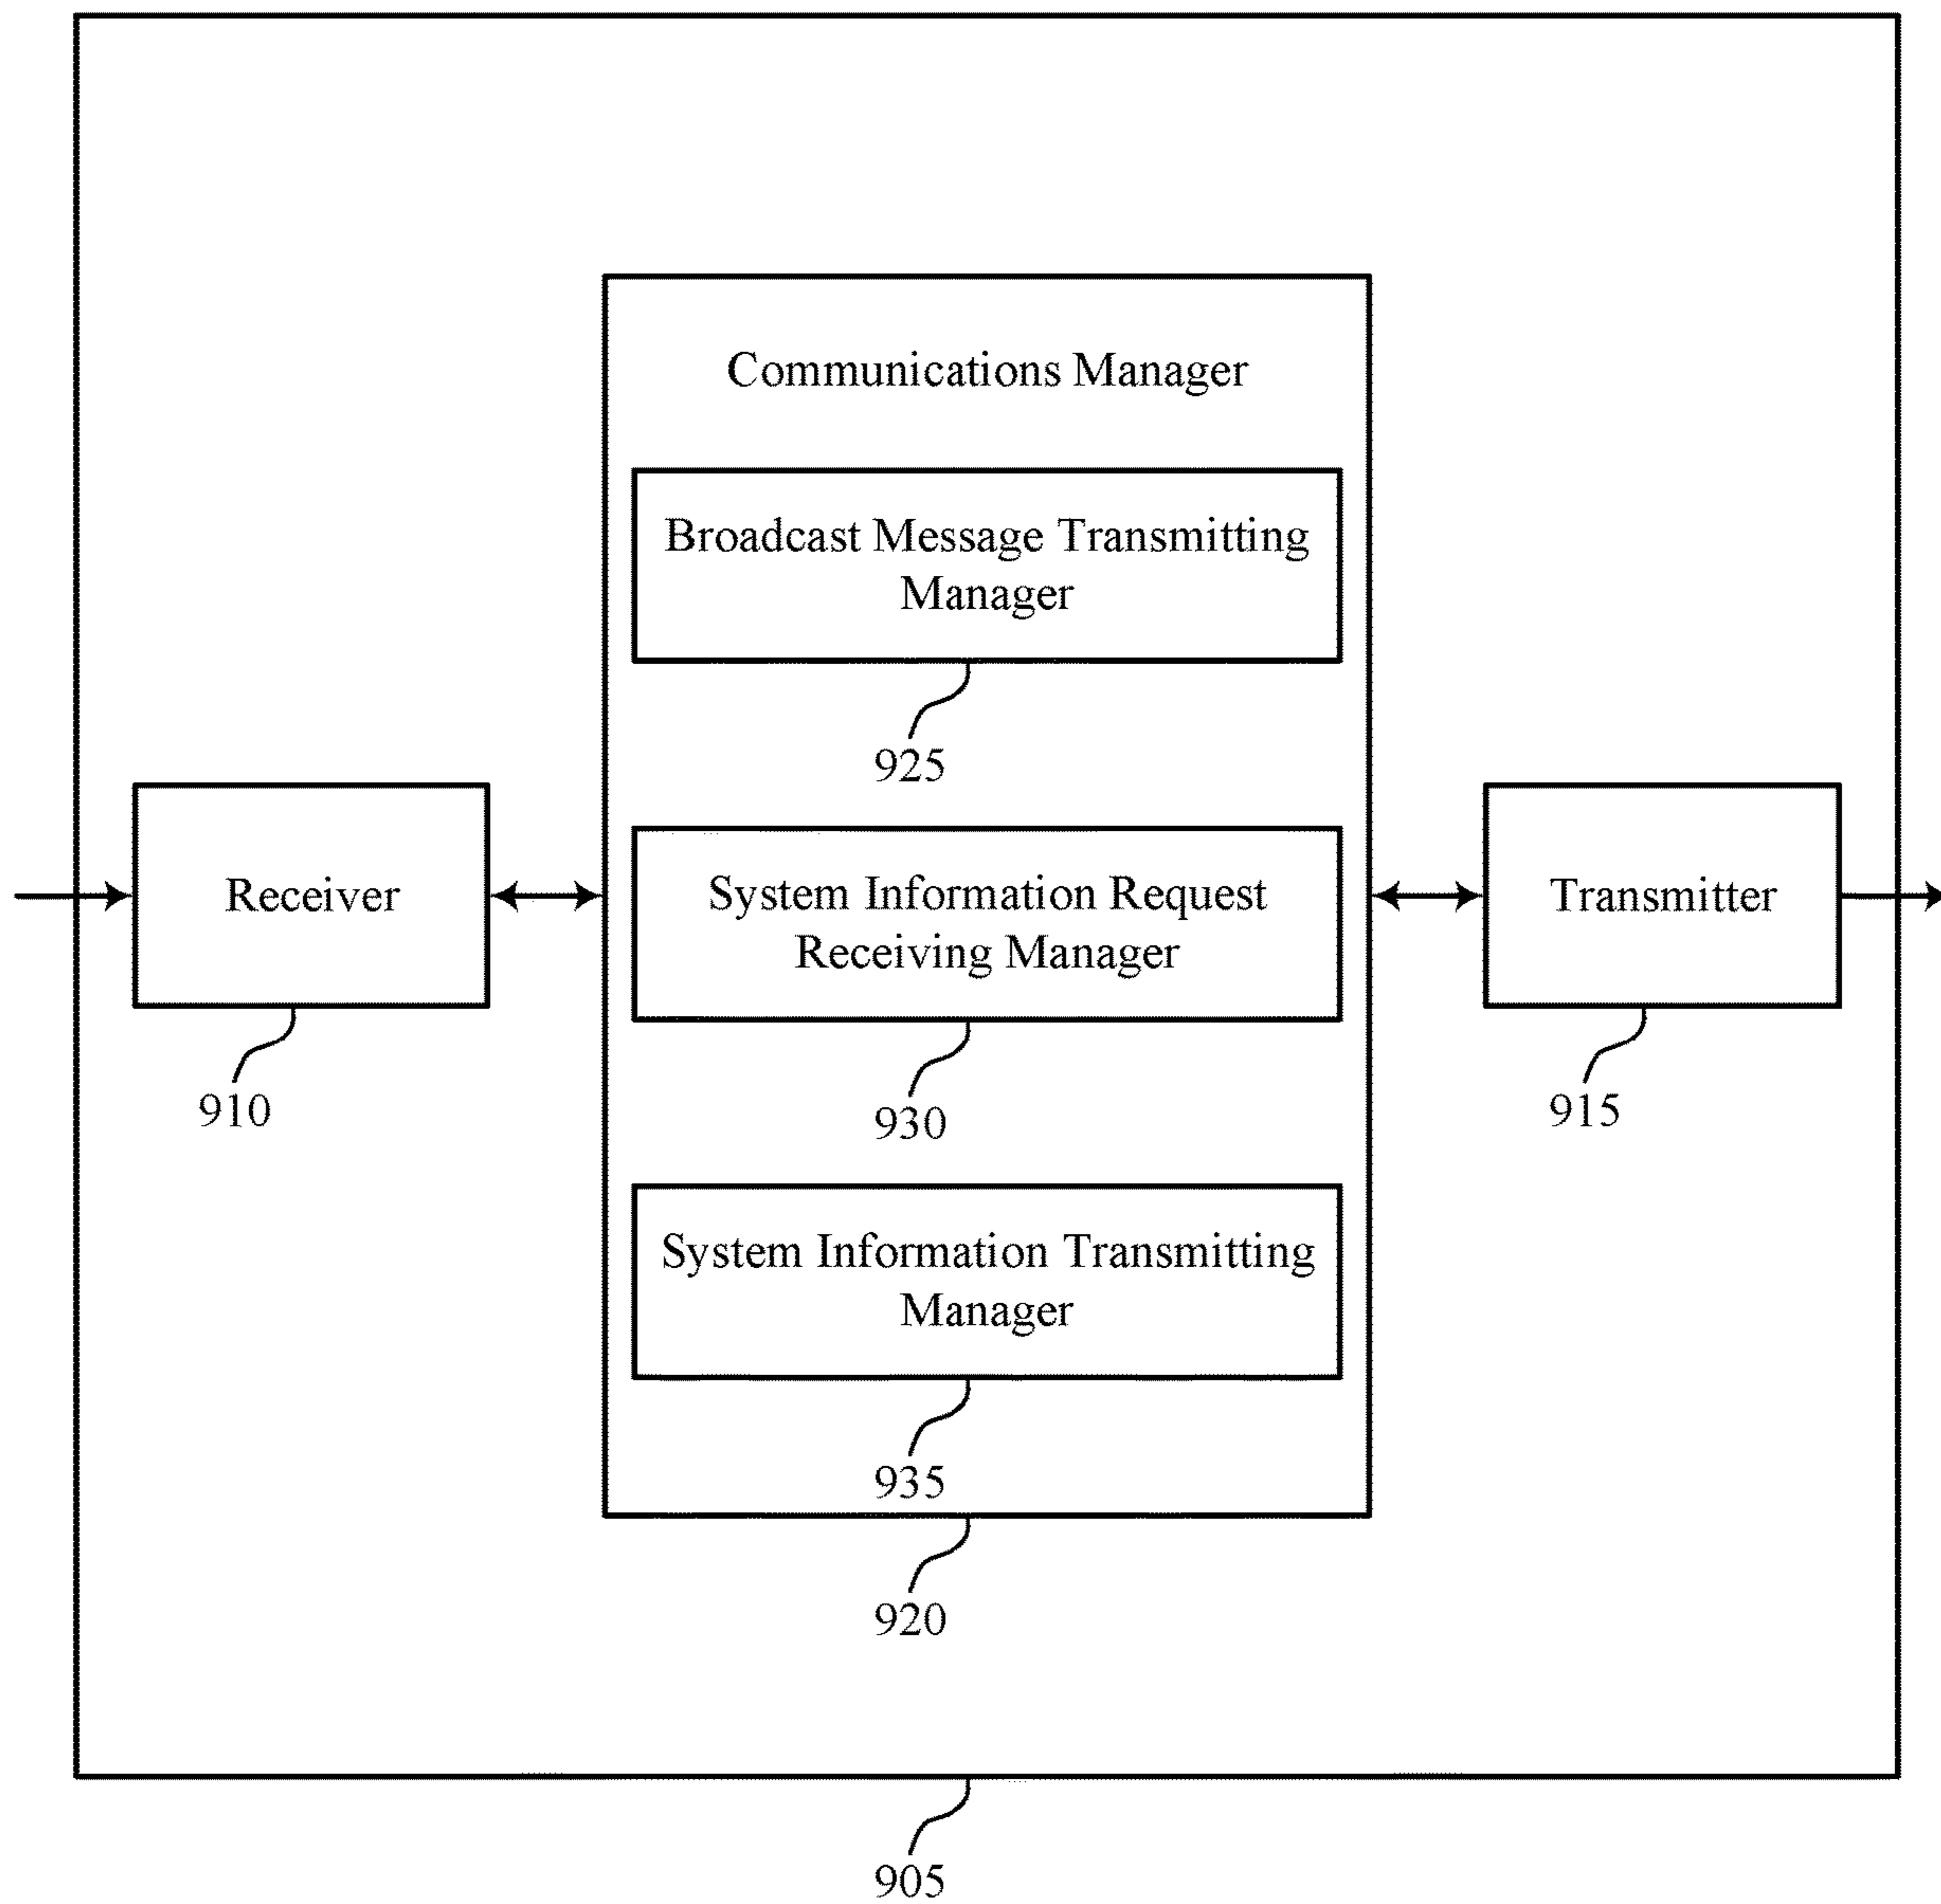 Communications Manager
Broadcast Message Transmitting
Manager
925
Receiver
910
System Information Request
Receiving Manager
930
Transmitter
915
System Information Transmitting
Manager
935
920
905